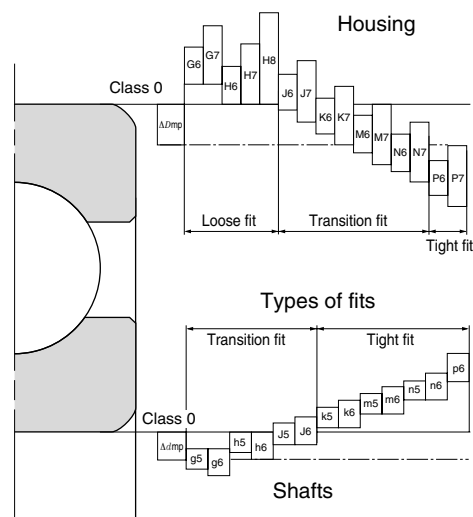 Housing
G6
G7
H6
H7
H8
Class 0
ΔDmp
J6
J7
K6
K7
M6
M7
N6
N7
P6
P7
Loose fit
Transition fit
Tight fit
Types of fits
Transition fit
Tight fit
Class 0
Δdmp
g5
g6
h5
h6
J5
J6
k5
k6
m5
m6
n5
n6
p6
Shafts